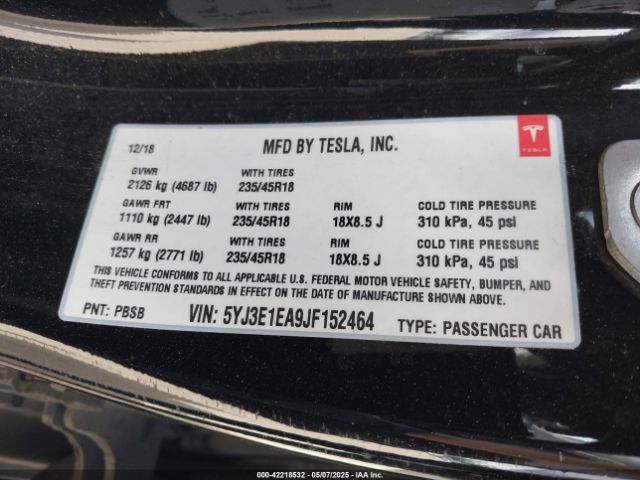 12/18 MFD BY TESLA, INC. TESLA
GVWR WITH TIRES
2126 kg (4687 lb) 235/45R18
GAWR FRT WITH TIRES RIM COLD TIRE PRESSURE
1110 kg (2447 lb) 235/45R18 18X8.5 J 310 kPa, 45 psi
GAWR RR WITH TIRES RIM COLD TIRE PRESSURE
1257 kg (2771 lb) 235/45R18 18X8.5 J 310 kPa, 45 psi
THIS VEHICLE CONFORMS TO ALL APPLICABLE U.S. FEDERAL MOTOR VEHICLE SAFETY, BUMPER, AND
THEFT PREVENTION STANDARDS IN EFFECT ON THE DATE OF MANUFACTURE SHOWN ABOVE.
PNT: PBSB VIN: 5YJ3E1EA9JF152464 TYPE: PASSENGER CAR
000-42218532 - 05/07/2025 - IAAI.COM